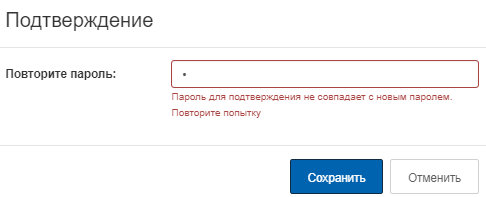 Подтверждение
Повторите пароль:
•
Пароль для подтверждения не совпадает с новым паролем.
Повторите попытку
Сохранить
Отменить